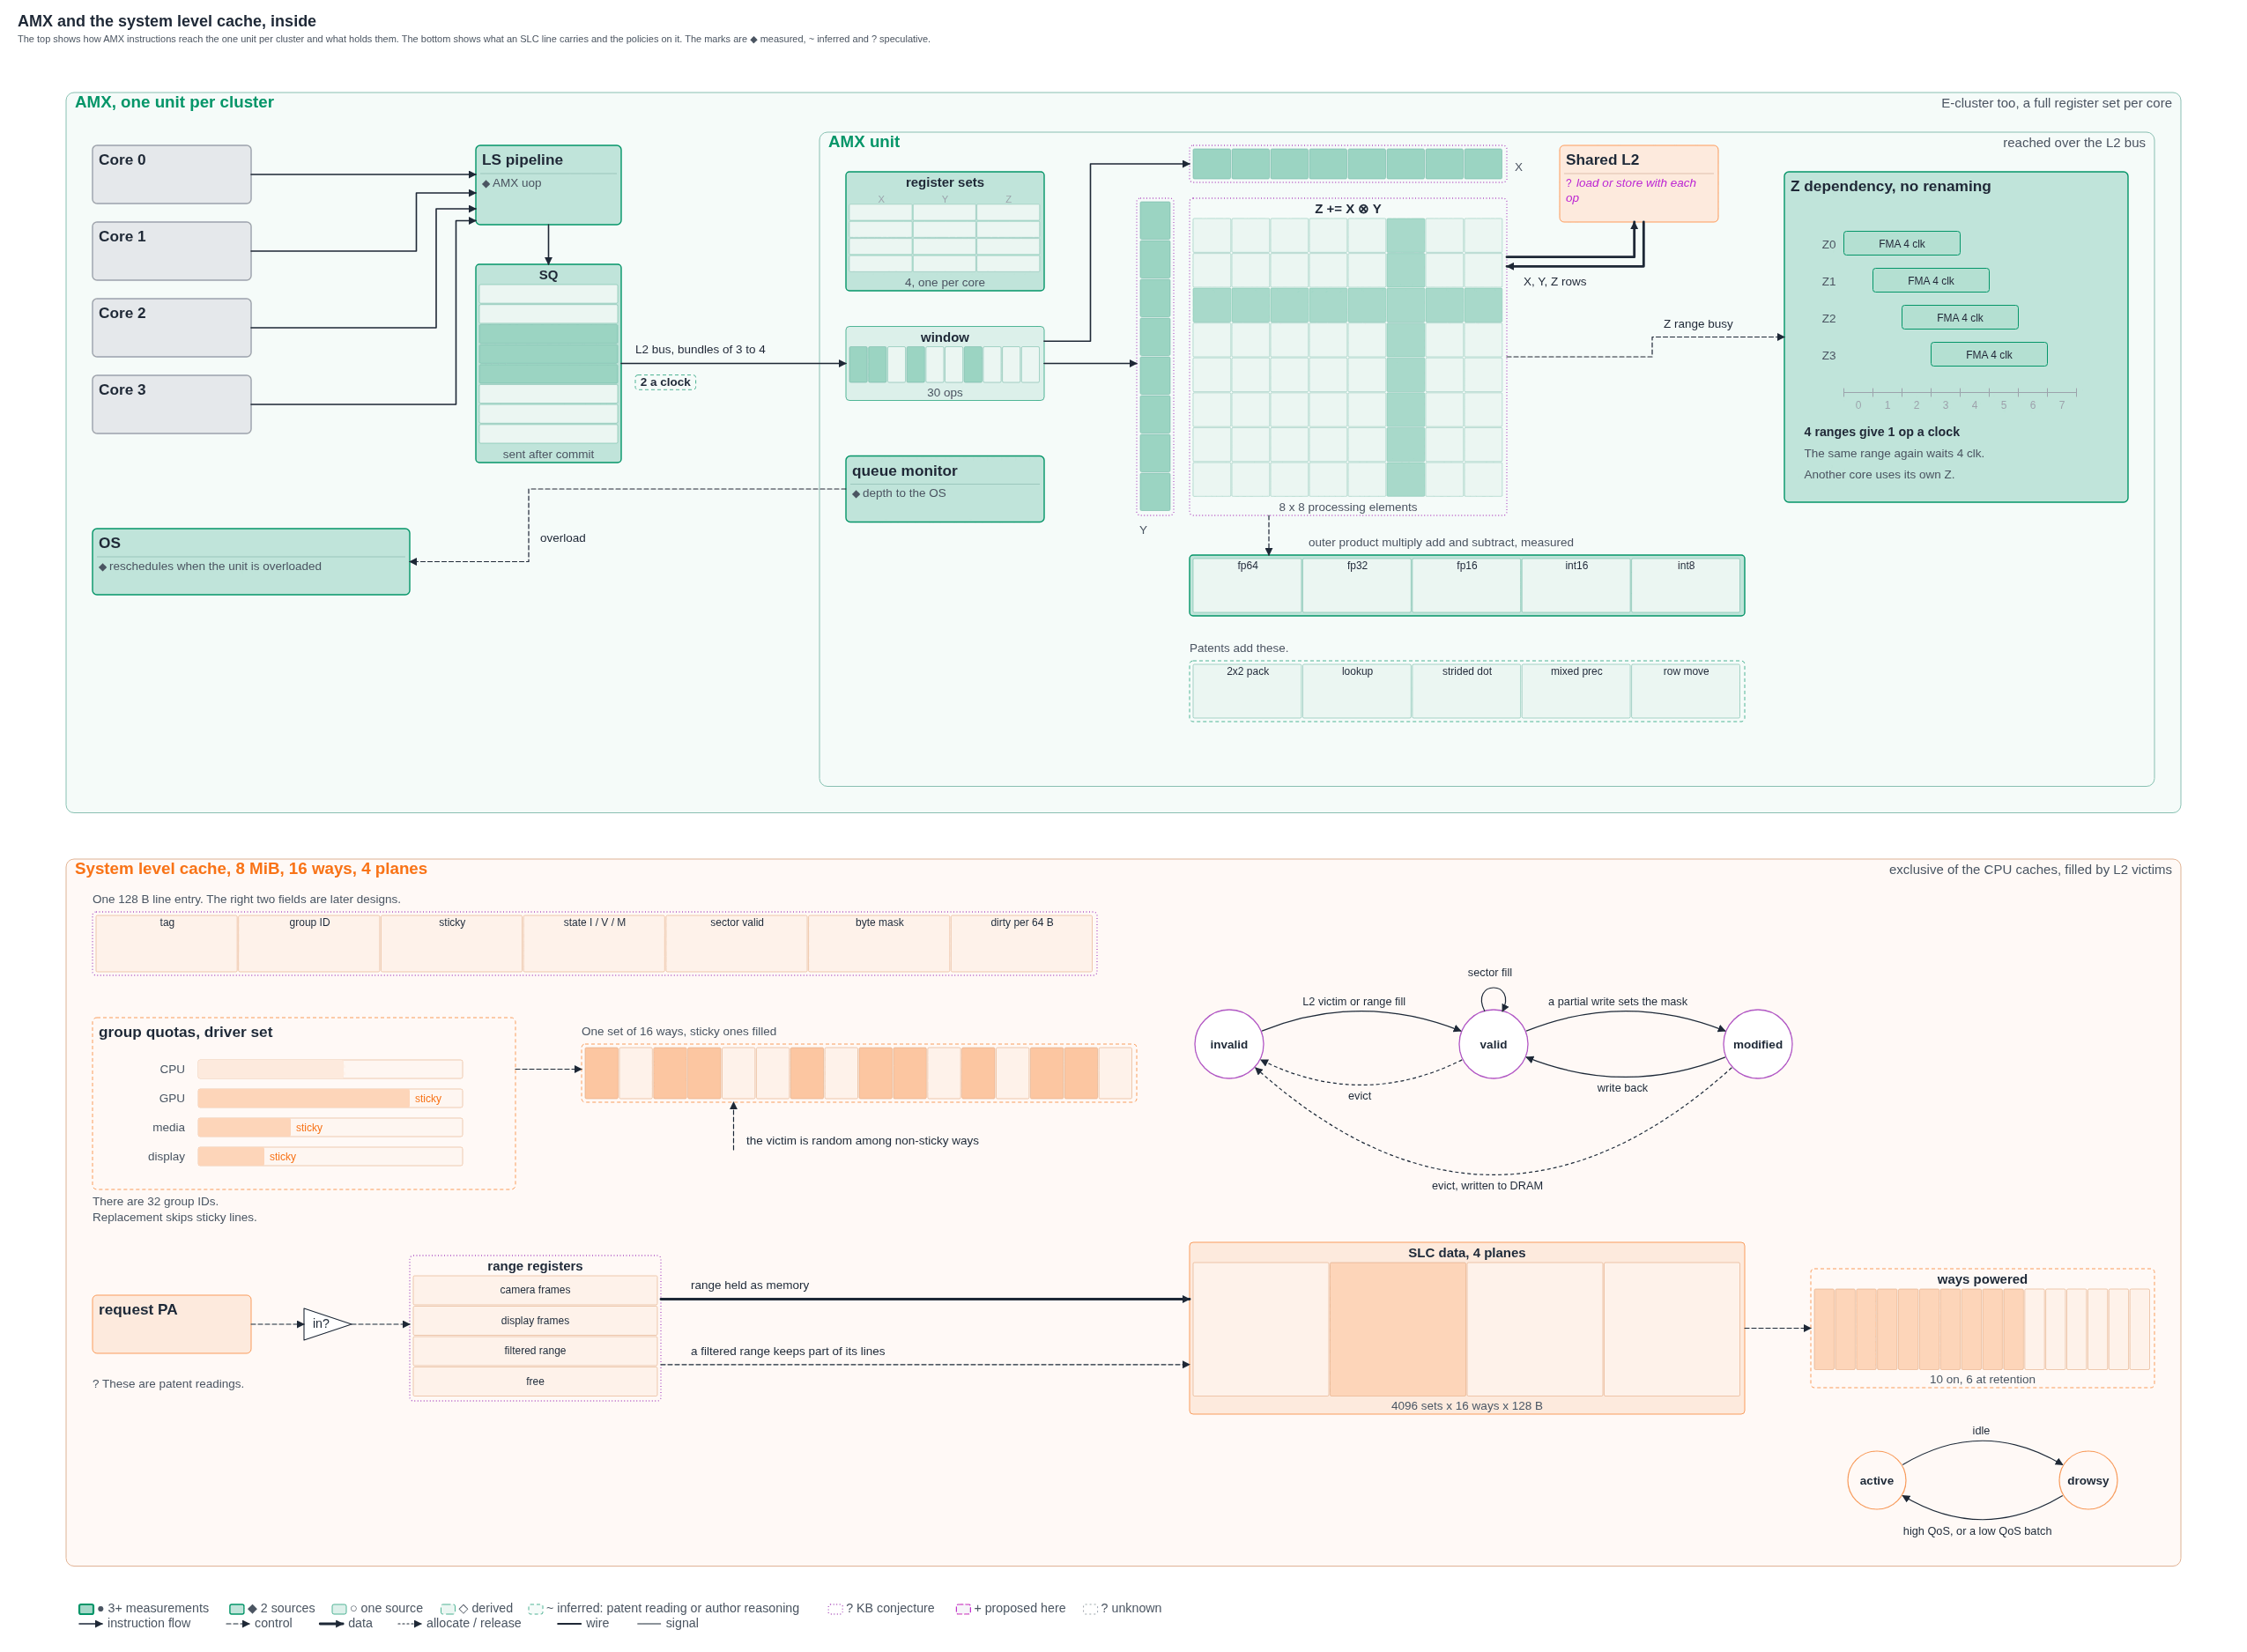 AMX and the system level cache, inside
The top shows how AMX instructions reach the one unit per cluster and what holds them. The bottom shows what an SLC line carries and the policies on it. The marks are ◆ measured, ~ inferred and ? speculative.
AMX, one unit per cluster
E-cluster too, a full register set per core
Core 0
Core 1
Core 2
Core 3
LS pipeline
◆ AMX uop
SQ
sent after commit
L2 bus, bundles of 3 to 4
2 a clock
OS
◆ reschedules when the unit is overloaded
overload
AMX unit
reached over the L2 bus
register sets
X Y Z
4, one per core
window
30 ops
queue monitor
◆ depth to the OS
X
Y
Z += X ⊗ Y
8 x 8 processing elements
Shared L2
? load or store with each
op
X, Y, Z rows
Z range busy
Z dependency, no renaming
Z0 FMA 4 clk
Z1 FMA 4 clk
Z2 FMA 4 clk
Z3 FMA 4 clk
0 1 2 3 4 5 6 7
4 ranges give 1 op a clock
The same range again waits 4 clk.
Another core uses its own Z.
outer product multiply add and subtract, measured
fp64 fp32 fp16 int16 int8
Patents add these.
2x2 pack lookup strided dot mixed prec row move
System level cache, 8 MiB, 16 ways, 4 planes
exclusive of the CPU caches, filled by L2 victims
One 128 B line entry. The right two fields are later designs.
tag group ID sticky state I / V / M sector valid byte mask dirty per 64 B
group quotas, driver set
CPU
GPU sticky
media sticky
display sticky
There are 32 group IDs.
Replacement skips sticky lines.
One set of 16 ways, sticky ones filled
the victim is random among non-sticky ways
sector fill
L2 victim or range fill
a partial write sets the mask
invalid
valid
modified
evict
write back
evict, written to DRAM
request PA
in?
? These are patent readings.
range registers
camera frames
display frames
filtered range
free
range held as memory
a filtered range keeps part of its lines
SLC data, 4 planes
4096 sets x 16 ways x 128 B
ways powered
10 on, 6 at retention
idle
active
drowsy
high QoS, or a low QoS batch
● 3+ measurements ◆ 2 sources ○ one source ◇ derived ~ inferred: patent reading or author reasoning ? KB conjecture + proposed here ? unknown
instruction flow control data allocate / release wire signal